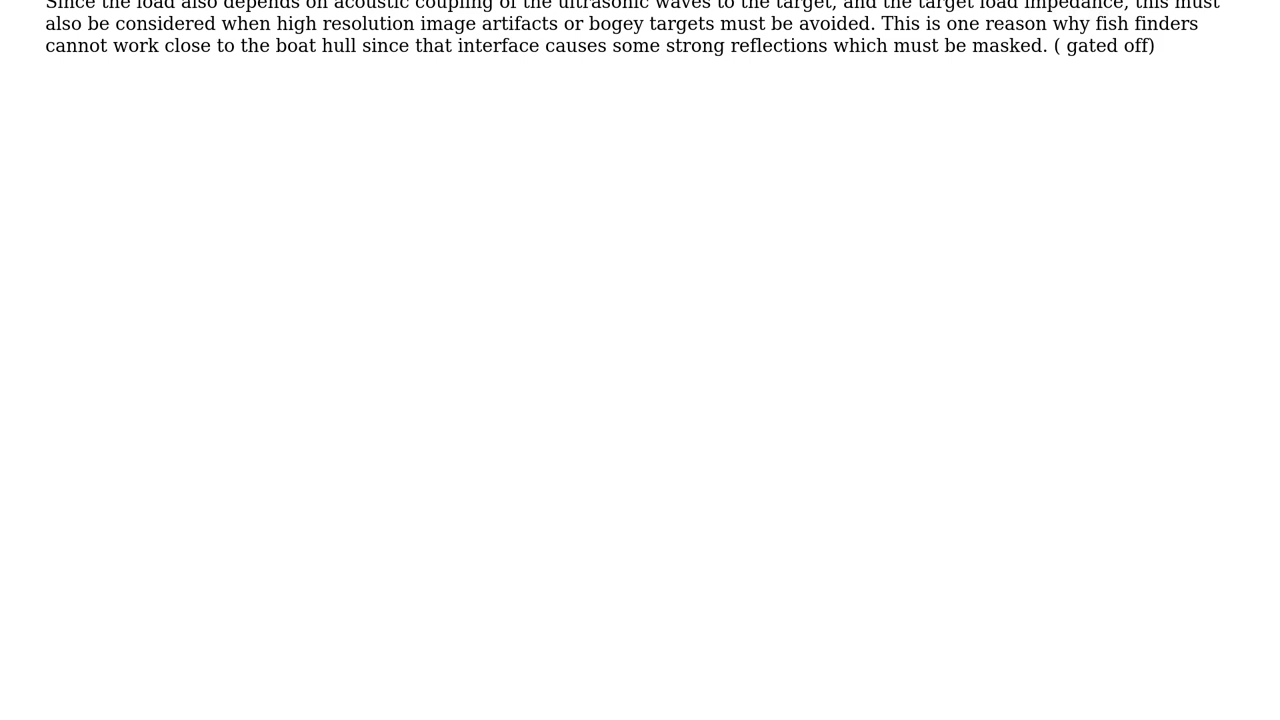 Since the load also depends on acoustic coupling of the ultrasonic waves to the target, and the target load impedance, this must
also be considered when high resolution image artifacts or bogey targets must be avoided. This is one reason why fish finders
cannot work close to the boat hull since that interface causes some strong reflections which must be masked. ( gated off)